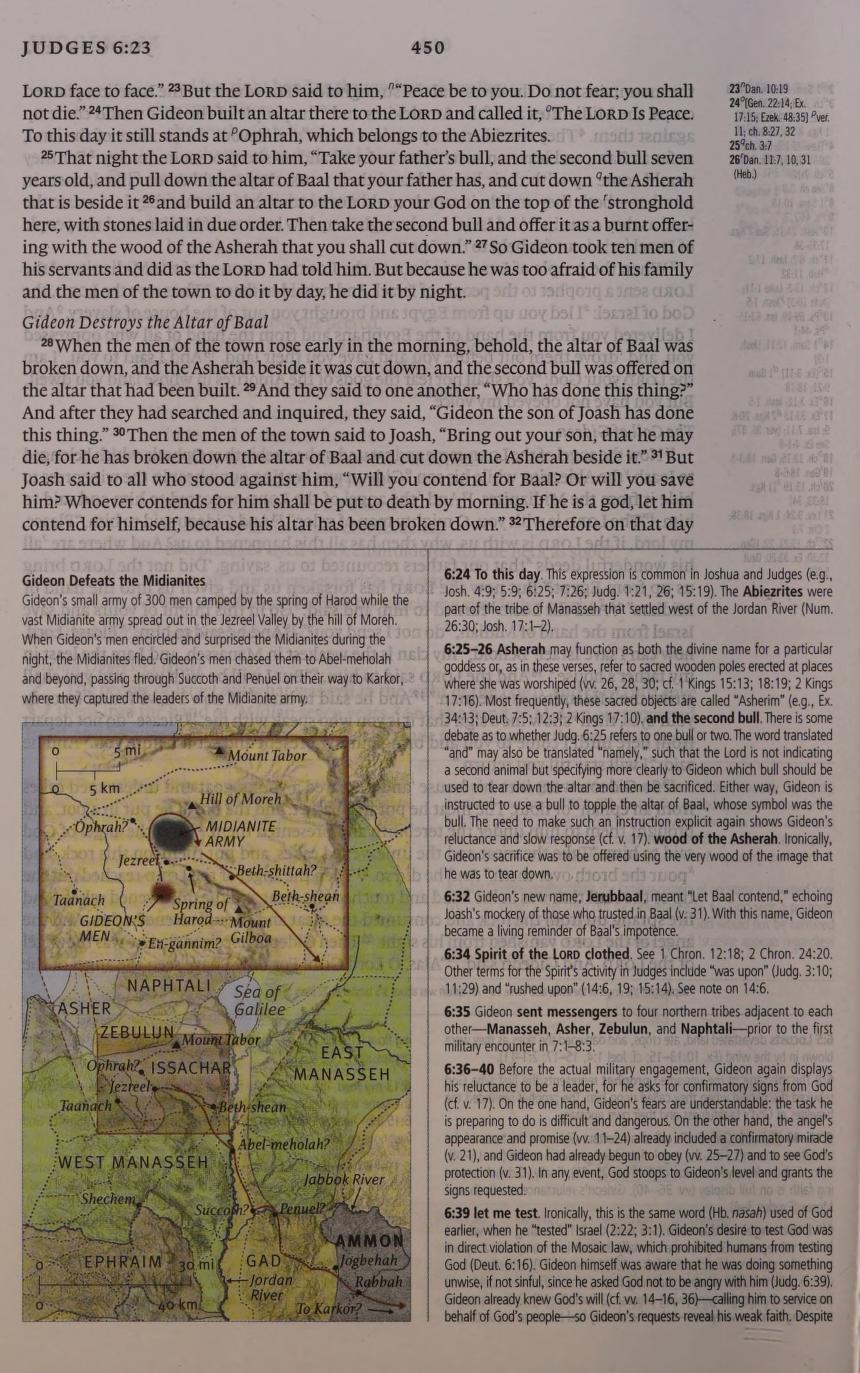 JUDGES 6:23
450
LORD face to face.” 23 But the LORD said to him, n“Peace be to you. Do not fear; you shall
not die.” 24 Then Gideon built an altar there to the LORD and called it, oThe LORD Is Peace.
To this day it still stands at pOphrah, which belongs to the Abiezrites.
25 That night the LORD said to him, “Take your father’s bull, and the second bull seven
years old, and pull down the altar of Baal that your father has, and cut down qthe Asherah
that is beside it 26 and build an altar to the LORD your God on the top of the rstronghold
here, with stones laid in due order. Then take the second bull and offer it as a burnt offer-
ing with the wood of the Asherah that you shall cut down.” 27 So Gideon took ten men of
his servants and did as the LORD had told him. But because he was too afraid of his family
and the men of the town to do it by day, he did it by night.
Gideon Destroys the Altar of Baal
28 When the men of the town rose early in the morning, behold, the altar of Baal was
broken down, and the Asherah beside it was cut down, and the second bull was offered on
the altar that had been built. 29 And they said to one another, “Who has done this thing?”
And after they had searched and inquired, they said, “Gideon the son of Joash has done
this thing.” 30 Then the men of the town said to Joash, “Bring out your son, that he may
die, for he has broken down the altar of Baal and cut down the Asherah beside it.” 31 But
Joash said to all who stood against him, “Will you contend for Baal? Or will you save
him? Whoever contends for him shall be put to death by morning. If he is a god, let him
contend for himself, because his altar has been broken down.” 32 Therefore on that day
23 nDan. 10:19
24 o[Gen. 22:14; Ex.
17:15; Ezek. 48:35] pver.
11; ch. 8:27, 32
25 qch. 3:7
26 rDan. 11:7, 10, 31
(Heb.)
Gideon Defeats the Midianites
Gideon’s small army of 300 men camped by the spring of Harod while the
vast Midianite army spread out in the Jezreel Valley by the hill of Moreh.
When Gideon’s men encircled and surprised the Midianites during the
night, the Midianites fled. Gideon’s men chased them to Abel-meholah
and beyond, passing through Succoth and Penuel on their way to Karkor,
where they captured the leaders of the Midianite army.
0 5 mi
0 5 km
Mount Tabor
Hill of Moreh
Ophrah?
MIDIANITE
ARMY
Jezreel
Beth-shittah?
Taanach
Spring of
Harod
Beth-shean
GIDEON’S
MEN
Mount
Gilboa
En-gannim?
NAPHTALI
Sea of
Galilee
ASHER
ZEBULUN
Mount Tabor
EAST
MANASSEH
Ophrah?
ISSACHAR
Jezreel
Taanach
Beth-shean
Abel-meholah?
WEST MANASSEH
Jabbok River
Shechem
Succoth?
Penuel?
AMMON
EPHRAIM
0 30 mi
GAD
Jogbehah
Jordan
River
Rabbah
0 40 km
To Karkor?
6:24 To this day. This expression is common in Joshua and Judges (e.g.,
Josh. 4:9; 5:9; 6:25; 7:26; Judg. 1:21, 26; 15:19). The Abiezrites were
part of the tribe of Manasseh that settled west of the Jordan River (Num.
26:30; Josh. 17:1–2).
6:25–26 Asherah may function as both the divine name for a particular
goddess or, as in these verses, refer to sacred wooden poles erected at places
where she was worshiped (vv. 26, 28, 30; cf. 1 Kings 15:13; 18:19; 2 Kings
17:16). Most frequently, these sacred objects are called “Asherim” (e.g., Ex.
34:13; Deut. 7:5; 12:3; 2 Kings 17:10). and the second bull. There is some
debate as to whether Judg. 6:25 refers to one bull or two. The word translated
“and” may also be translated “namely,” such that the Lord is not indicating
a second animal but specifying more clearly to Gideon which bull should be
used to tear down the altar and then be sacrificed. Either way, Gideon is
instructed to use a bull to topple the altar of Baal, whose symbol was the
bull. The need to make such an instruction explicit again shows Gideon’s
reluctance and slow response (cf. v. 17). wood of the Asherah. Ironically,
Gideon’s sacrifice was to be offered using the very wood of the image that
he was to tear down.
6:32 Gideon’s new name, Jerubbaal, meant “Let Baal contend,” echoing
Joash’s mockery of those who trusted in Baal (v. 31). With this name, Gideon
became a living reminder of Baal’s impotence.
6:34 Spirit of the LORD clothed. See 1 Chron. 12:18; 2 Chron. 24:20.
Other terms for the Spirit’s activity in Judges include “was upon” (Judg. 3:10;
11:29) and “rushed upon” (14:6, 19; 15:14). See note on 14:6.
6:35 Gideon sent messengers to four northern tribes adjacent to each
other—Manasseh, Asher, Zebulun, and Naphtali—prior to the first
military encounter in 7:1–8:3.
6:36–40 Before the actual military engagement, Gideon again displays
his reluctance to be a leader, for he asks for confirmatory signs from God
(cf. v. 17). On the one hand, Gideon’s fears are understandable: the task he
is preparing to do is difficult and dangerous. On the other hand, the angel’s
appearance and promise (vv. 11–24) already included a confirmatory miracle
(v. 21), and Gideon had already begun to obey (vv. 25–27) and to see God’s
protection (v. 31). In any event, God stoops to Gideon’s level and grants the
signs requested.
6:39 let me test. Ironically, this is the same word (Hb. nasah) used of God
earlier, when he “tested” Israel (2:22; 3:1). Gideon’s desire to test God was
in direct violation of the Mosaic law, which prohibited humans from testing
God (Deut. 6:16). Gideon himself was aware that he was doing something
unwise, if not sinful, since he asked God not to be angry with him (Judg. 6:39).
Gideon already knew God’s will (cf. vv. 14–16, 36)—calling him to service on
behalf of God’s people—so Gideon’s requests reveal his weak faith. Despite